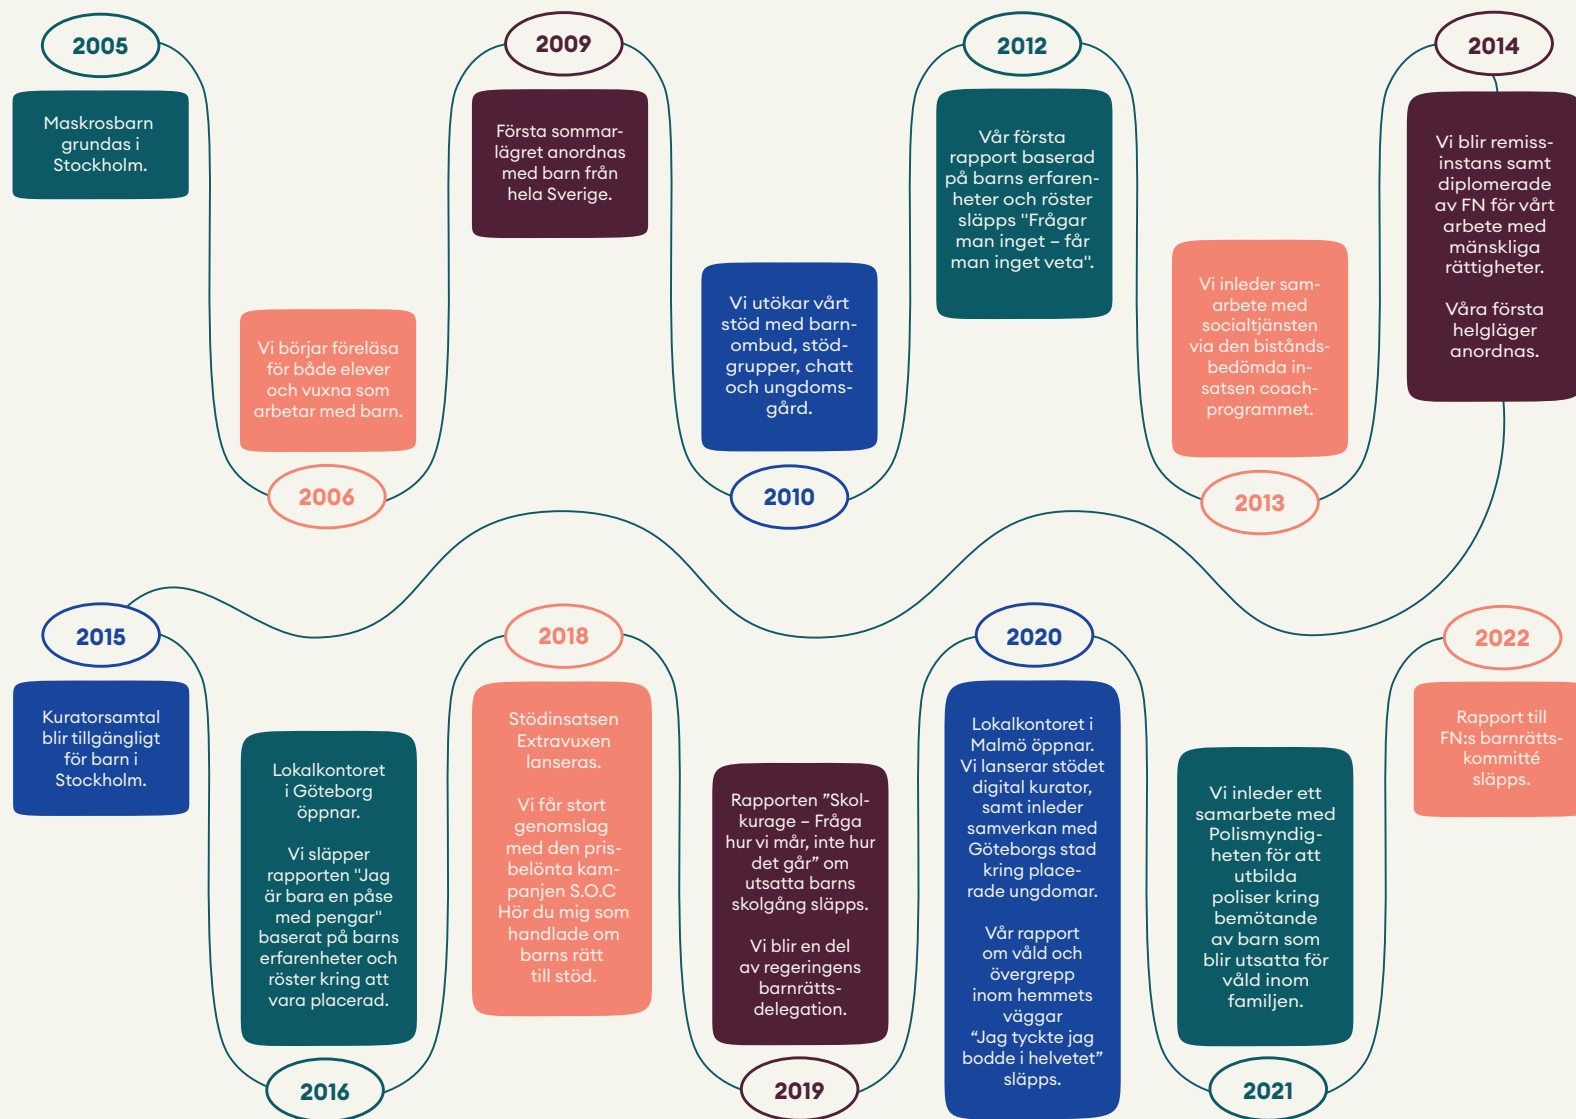 2005
Maskrosbarn
grundas i
Stockholm.
Vi börjar föreläsa
för både elever
och vuxna som
arbetar med barn.
2006
2009
Första sommar-
lägret anordnas
med barn från
hela Sverige.
Vi utökar vårt
stöd med barn-
ombud, stöd-
grupper, chatt
och ungdoms-
gård.
2010
2012
Vår första
rapport baserad
på barns erfaren-
heter och röster
släpps "Frågar
man inget – får
man inget veta".
Vi inleder sam-
arbete med
socialtjänsten
via den bistånds-
bedömda in-
satsen coach-
programmet.
2013
2014
Vi blir remiss-
instans samt
diplomerade
av FN för vårt
arbete med
mänskliga
rättigheter.
Våra första
helgläger
anordnas.
2015
Kuratorsamtal
blir tillgängligt
för barn i
Stockholm.
Lokalkontoret
i Göteborg
öppnar.
Vi släpper
rapporten "Jag
är bara en påse
med pengar"
baserat på barns
erfarenheter och
röster kring att
vara placerad.
2016
2018
Stödinsatsen
Extravuxen
lanseras.
Vi får stort
genomslag
med den pris-
belönta kam-
panjen S.O.C
Hör du mig som
handlade om
barns rätt
till stöd.
Rapporten ”Skol-
kurage – Fråga
hur vi mår, inte hur
det går” om
utsatta barns
skolgång släpps.
Vi blir en del
av regeringens
barnrätts-
delegation.
2019
2020
Lokalkontoret i
Malmö öppnar.
Vi lanserar stödet
digital kurator,
samt inleder
samverkan med
Göteborgs stad
kring place-
rade ungdomar.
Vår rapport
om våld och
övergrepp
inom hemmets
väggar
“Jag tyckte jag
bodde i helvetet”
släpps.
Vi inleder ett
samarbete med
Polismyndig-
heten för att
utbilda
poliser kring
bemötande
av barn som
blir utsatta för
våld inom
familjen.
2021
2022
Rapport till
FN:s barnrätts-
kommitté
släpps.